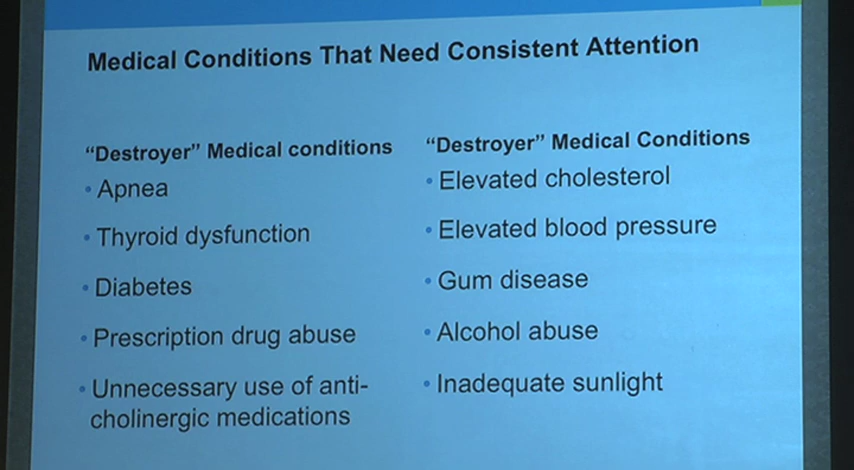 Medical Conditions That Need Consistent Attention
“Destroyer” Medical conditions
• Apnea
• Thyroid dysfunction
• Diabetes
• Prescription drug abuse
• Unnecessary use of anti-
cholinergic medications
“Destroyer” Medical Conditions
• Elevated cholesterol
• Elevated blood pressure
• Gum disease
• Alcohol abuse
• Inadequate sunlight